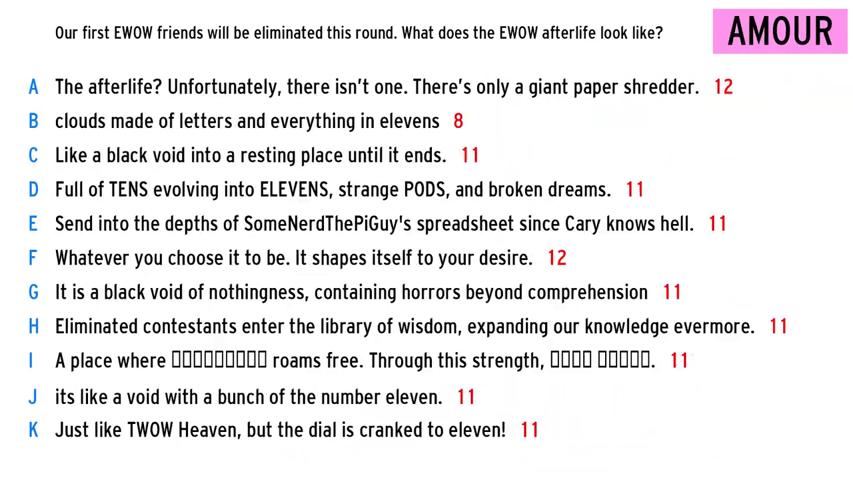 Our first EWOW friends will be eliminated this round. What does the EWOW afterlife look like?
AMOUR
A The afterlife? Unfortunately, there isn't one. There's only a giant paper shredder. 12
B clouds made of letters and everything in elevens 8
C Like a black void into a resting place until it ends. 11
D Full of TENS evolving into ELEVENS, strange PODS, and broken dreams. 11
E Send into the depths of SomeNerdThePiGuy's spreadsheet since Cary knows hell. 11
F Whatever you choose it to be. It shapes itself to your desire. 12
G It is a black void of nothingness, containing horrors beyond comprehension 11
H Eliminated contestants enter the library of wisdom, expanding our knowledge evermore. 11
I A place where roams free. Through this strength, . 11
J its like a void with a bunch of the number eleven. 11
K Just like TWOW Heaven, but the dial is cranked to eleven! 11